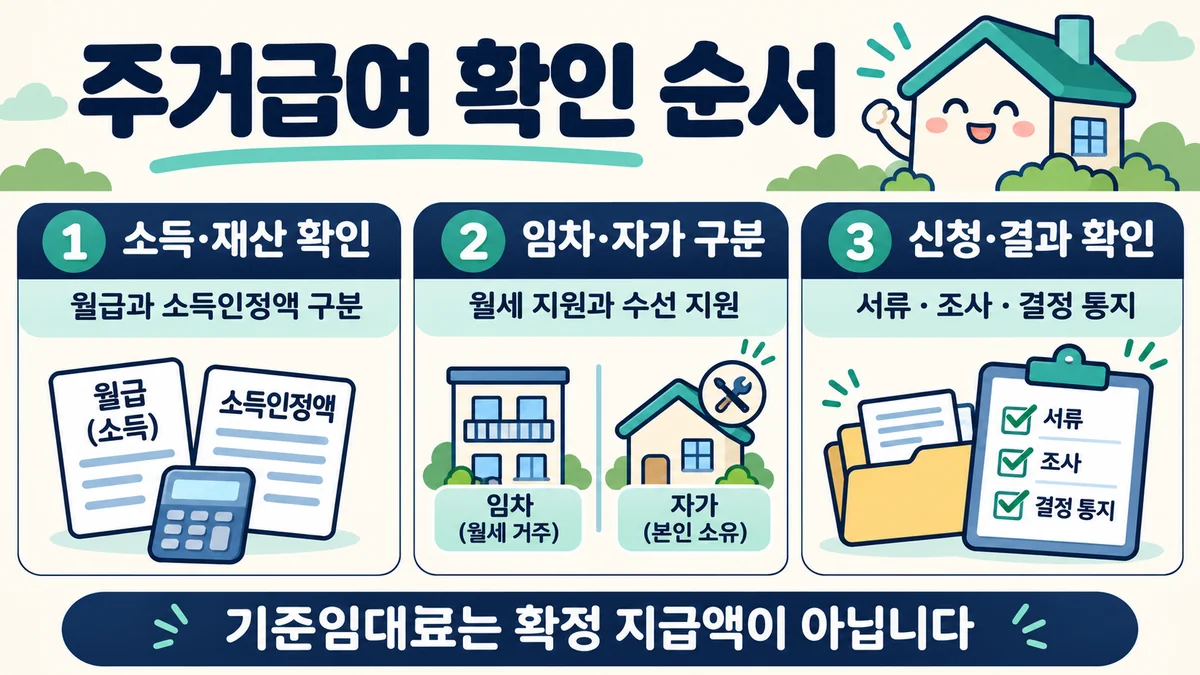 주거급여 확인 순서
1 소득·재산 확인
월급과 소득인정액 구분
월급
(소득)
소득인정액
2 임차·자가 구분
월세 지원과 수선 지원
임차
(월세 거주)
자가
(본인 소유)
3 신청·결과 확인
서류 · 조사 · 결정 통지
서류
조사
결정 통지
기준임대료는 확정 지급액이 아닙니다